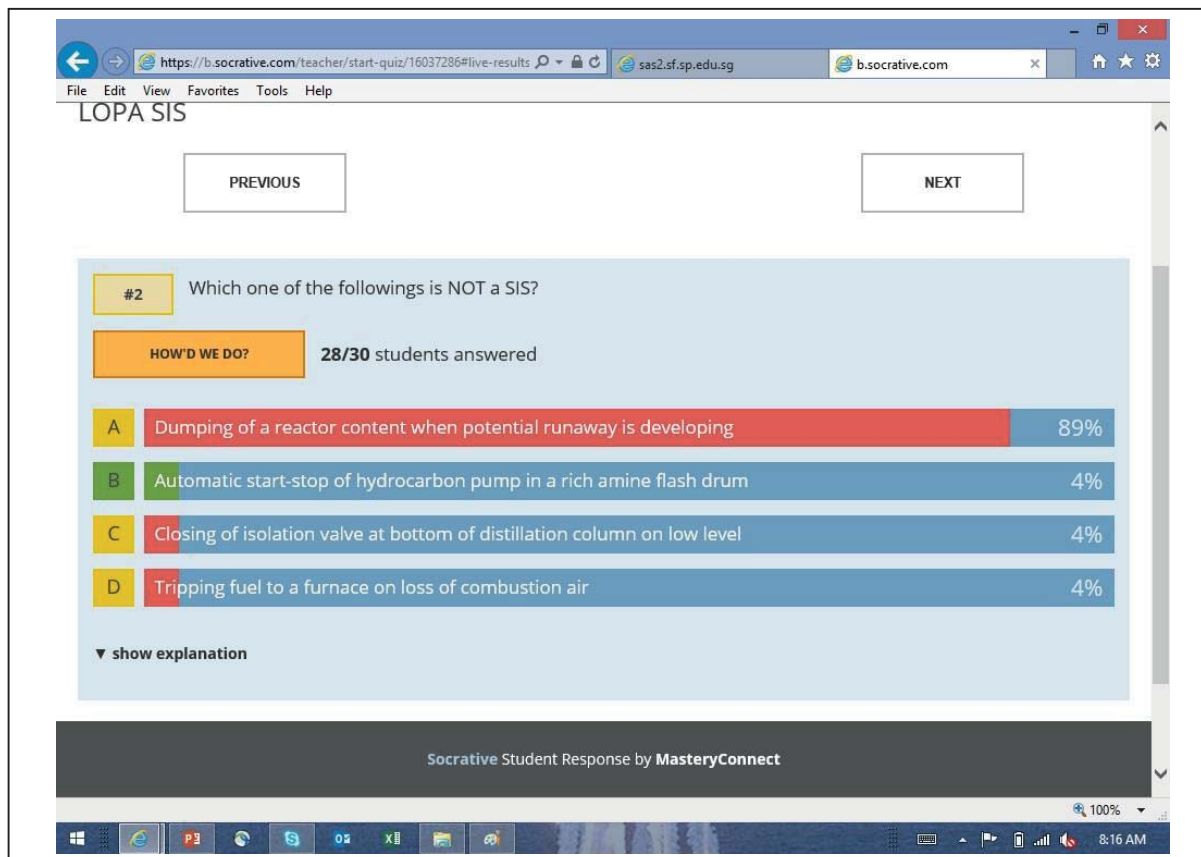 https://b.socrative.com/teacher/start-quiz/16037286#live-results
sas2.sf.sp.edu.sg
b.socrative.com
File Edit View Favorites Tools Help
LOPA SIS
PREVIOUS
NEXT
#2
Which one of the followings is NOT a SIS?
HOW'D WE DO?
28/30 students answered
A Dumping of a reactor content when potential runaway is developing 89%
B Automatic start-stop of hydrocarbon pump in a rich amine flash drum 4%
C Closing of isolation valve at bottom of distillation column on low level 4%
D Tripping fuel to a furnace on loss of combustion air 4%
▼ show explanation
Socrative Student Response by MasteryConnect
100%
8:16 AM